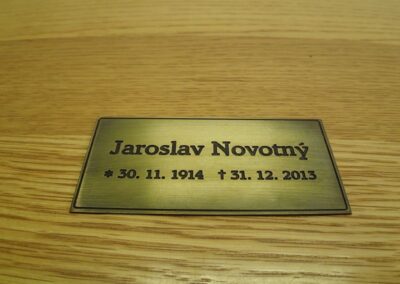 Jaroslav Novotný
* 30. 11. 1914 † 31. 12. 2013